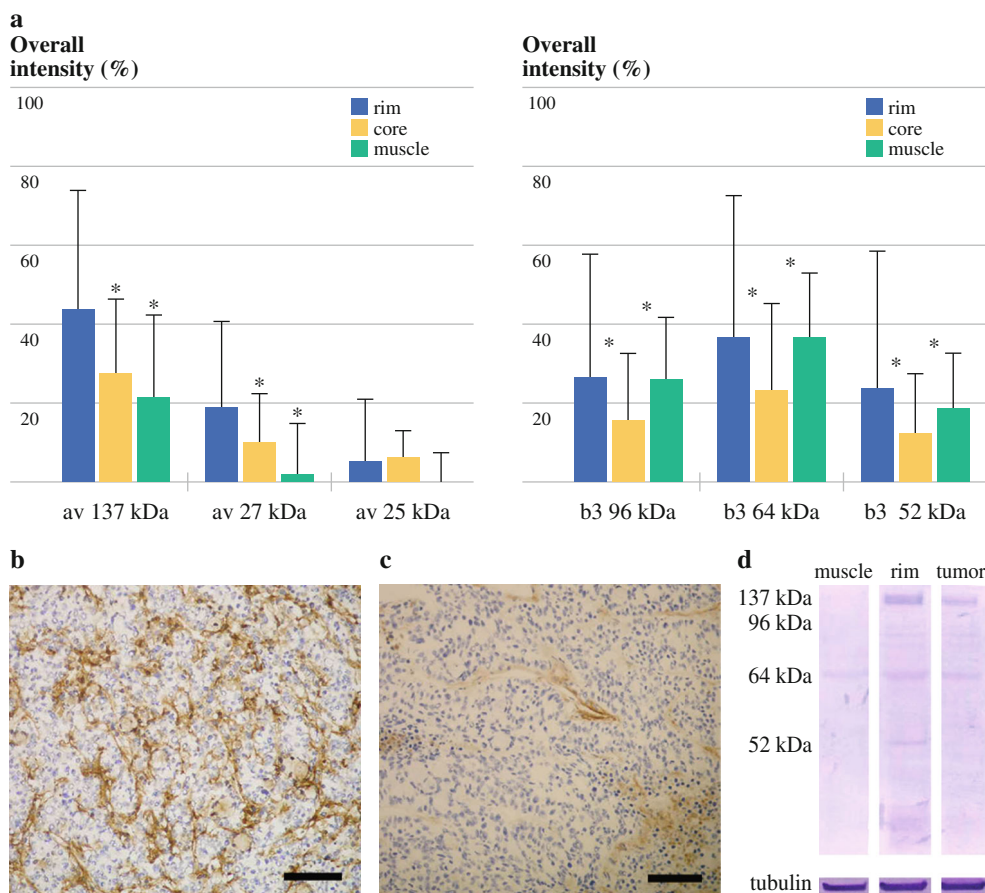 a
Overall
intensity (%)
100
80
60
40
20
rim
core
muscle
*
*
*
*
av 137 kDa
av 27 kDa
av 25 kDa
Overall
intensity (%)
100
80
60
40
20
rim
core
muscle
*
*
*
*
*
*
b3 96 kDa
b3 64 kDa
b3 52 kDa
b
c
d
muscle rim tumor
137 kDa
96 kDa
64 kDa
52 kDa
tubulin